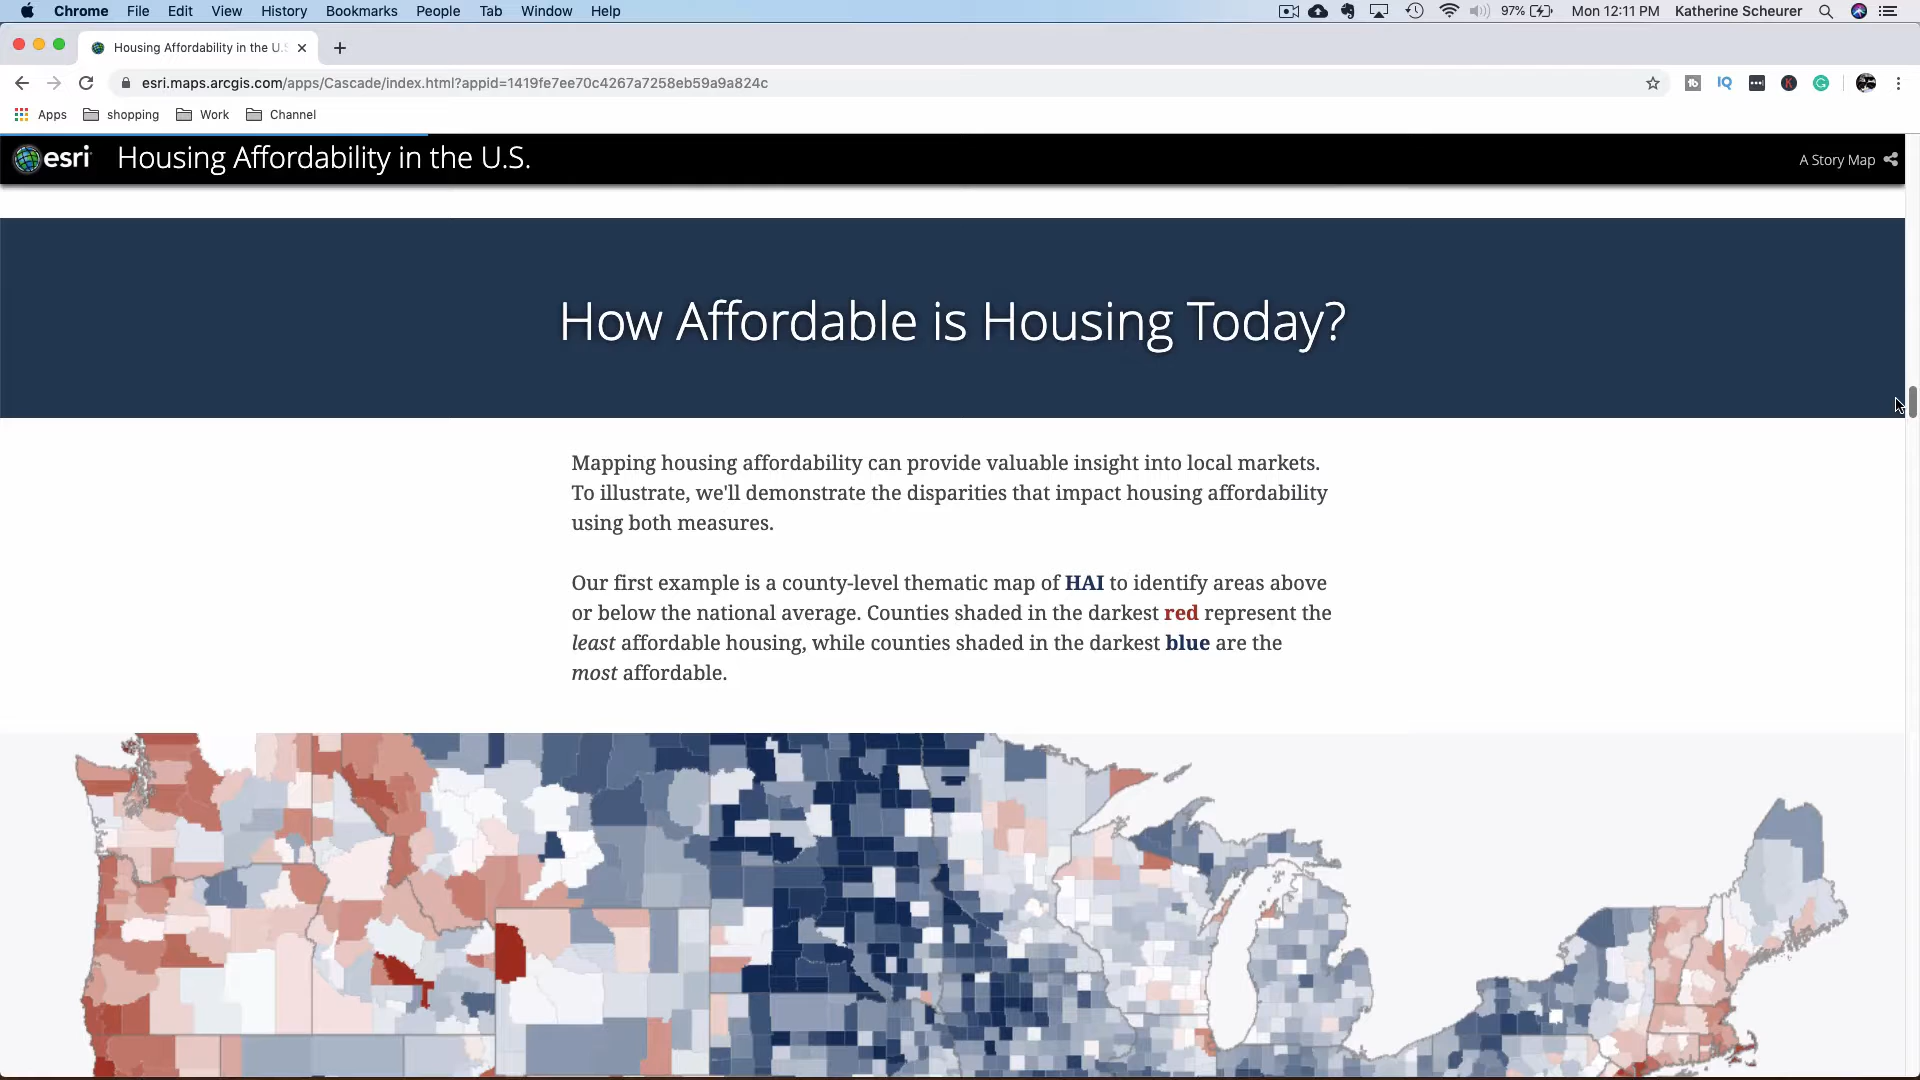 Chrome File Edit View History Bookmarks People Tab Window Help 97% Mon 12:11 PM Katherine Scheurer
Housing Affordability in the U.S
esri.maps.arcgis.com/apps/Cascade/index.html?appid=1419fe7ee70c4267a7258eb59a9a824c
Apps shopping Work Channel
esri Housing Affordability in the U.S. A Story Map
How Affordable is Housing Today?
Mapping housing affordability can provide valuable insight into local markets.
To illustrate, we'll demonstrate the disparities that impact housing affordability
using both measures.
Our first example is a county-level thematic map of HAI to identify areas above
or below the national average. Counties shaded in the darkest red represent the
least affordable housing, while counties shaded in the darkest blue are the
most affordable.